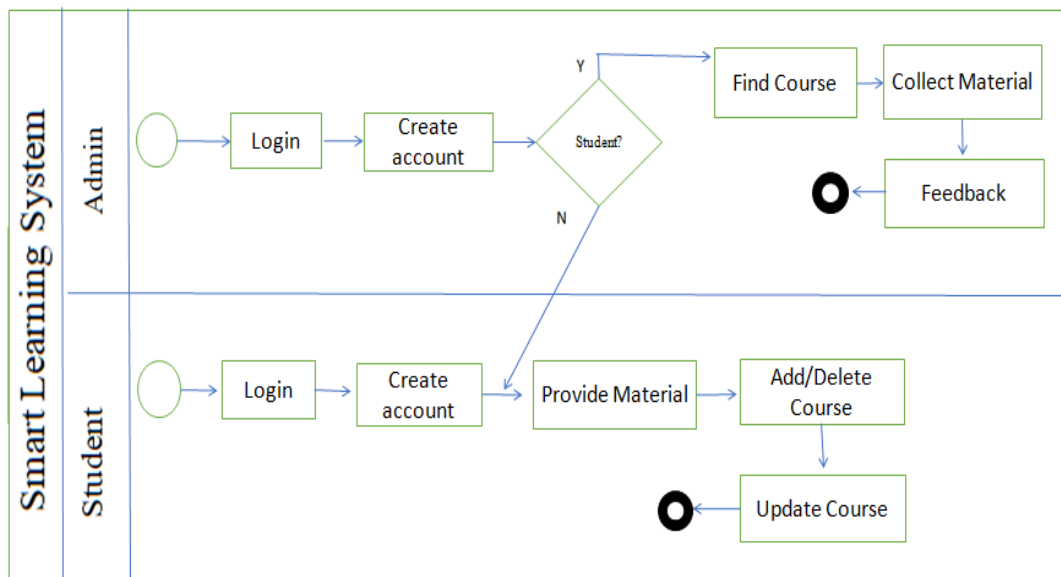 Smart Learning System
Admin
Login
Create
account
Student?
Y
N
Find Course
Collect Material
Feedback
Student
Login
Create
account
Provide Material
Add/Delete
Course
Update Course